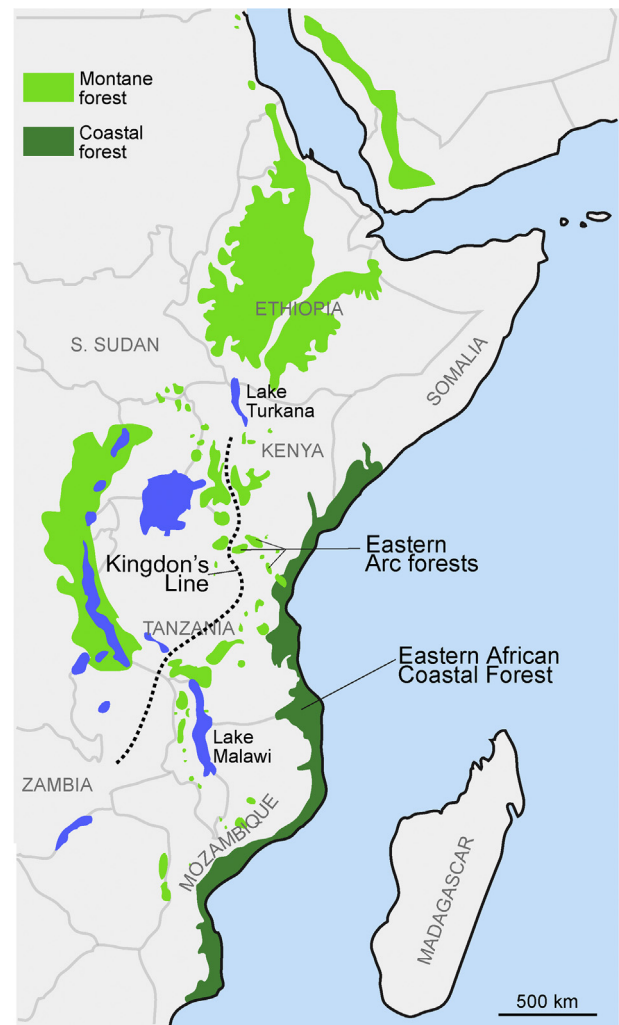 Montane
forest
Coastal
forest
ETHIOPIA
S. SUDAN
SOMALIA
Lake
Turkana
KENYA
Eastern
Arc forests
Kingdon's
Line
TANZANIA
Eastern African
Coastal Forest
Lake
Malawi
ZAMBIA
MOZAMBIQUE
MADAGASCAR
500 km